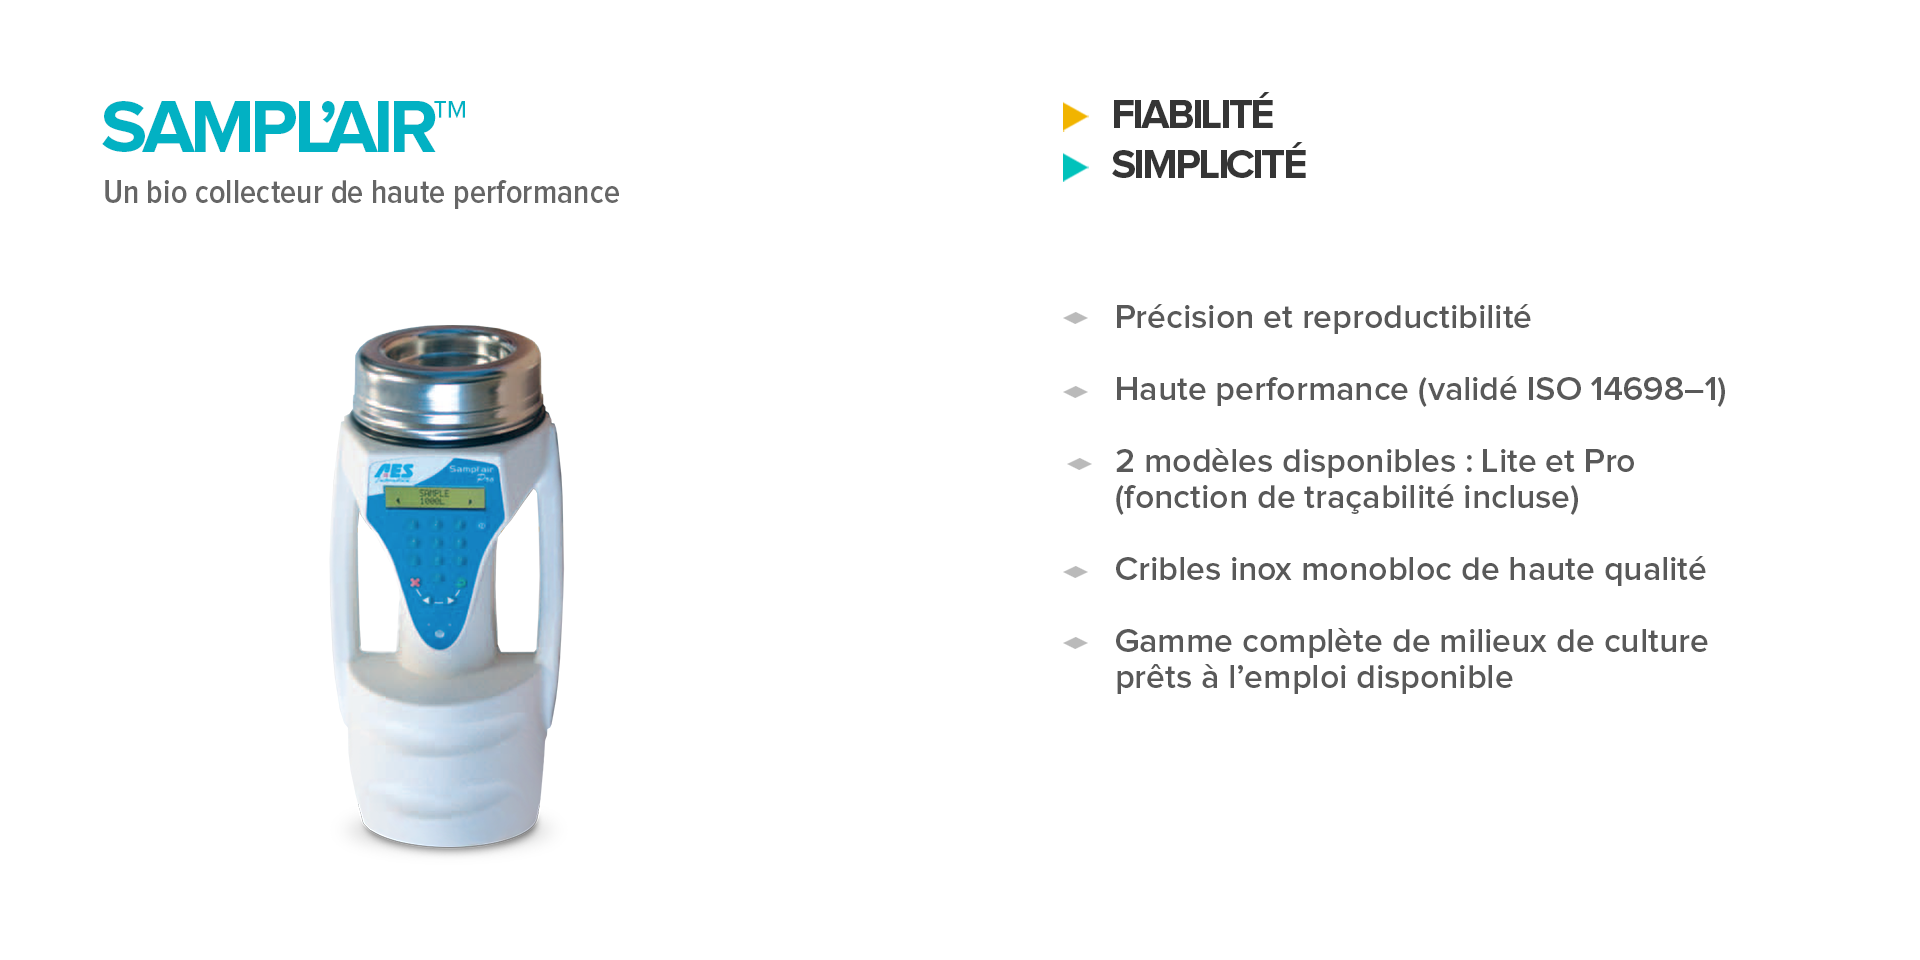 SAMPL’AIR™
Un bio collecteur de haute performance
FIABILITÉ
SIMPLICITÉ
Précision et reproductibilité
Haute performance (validé ISO 14698–1)
2 modèles disponibles : Lite et Pro
(fonction de traçabilité incluse)
Cribles inox monobloc de haute qualité
Gamme complète de milieux de culture
prêts à l’emploi disponible
AES
Sampl'air
Pro
SAMPLE
1000L